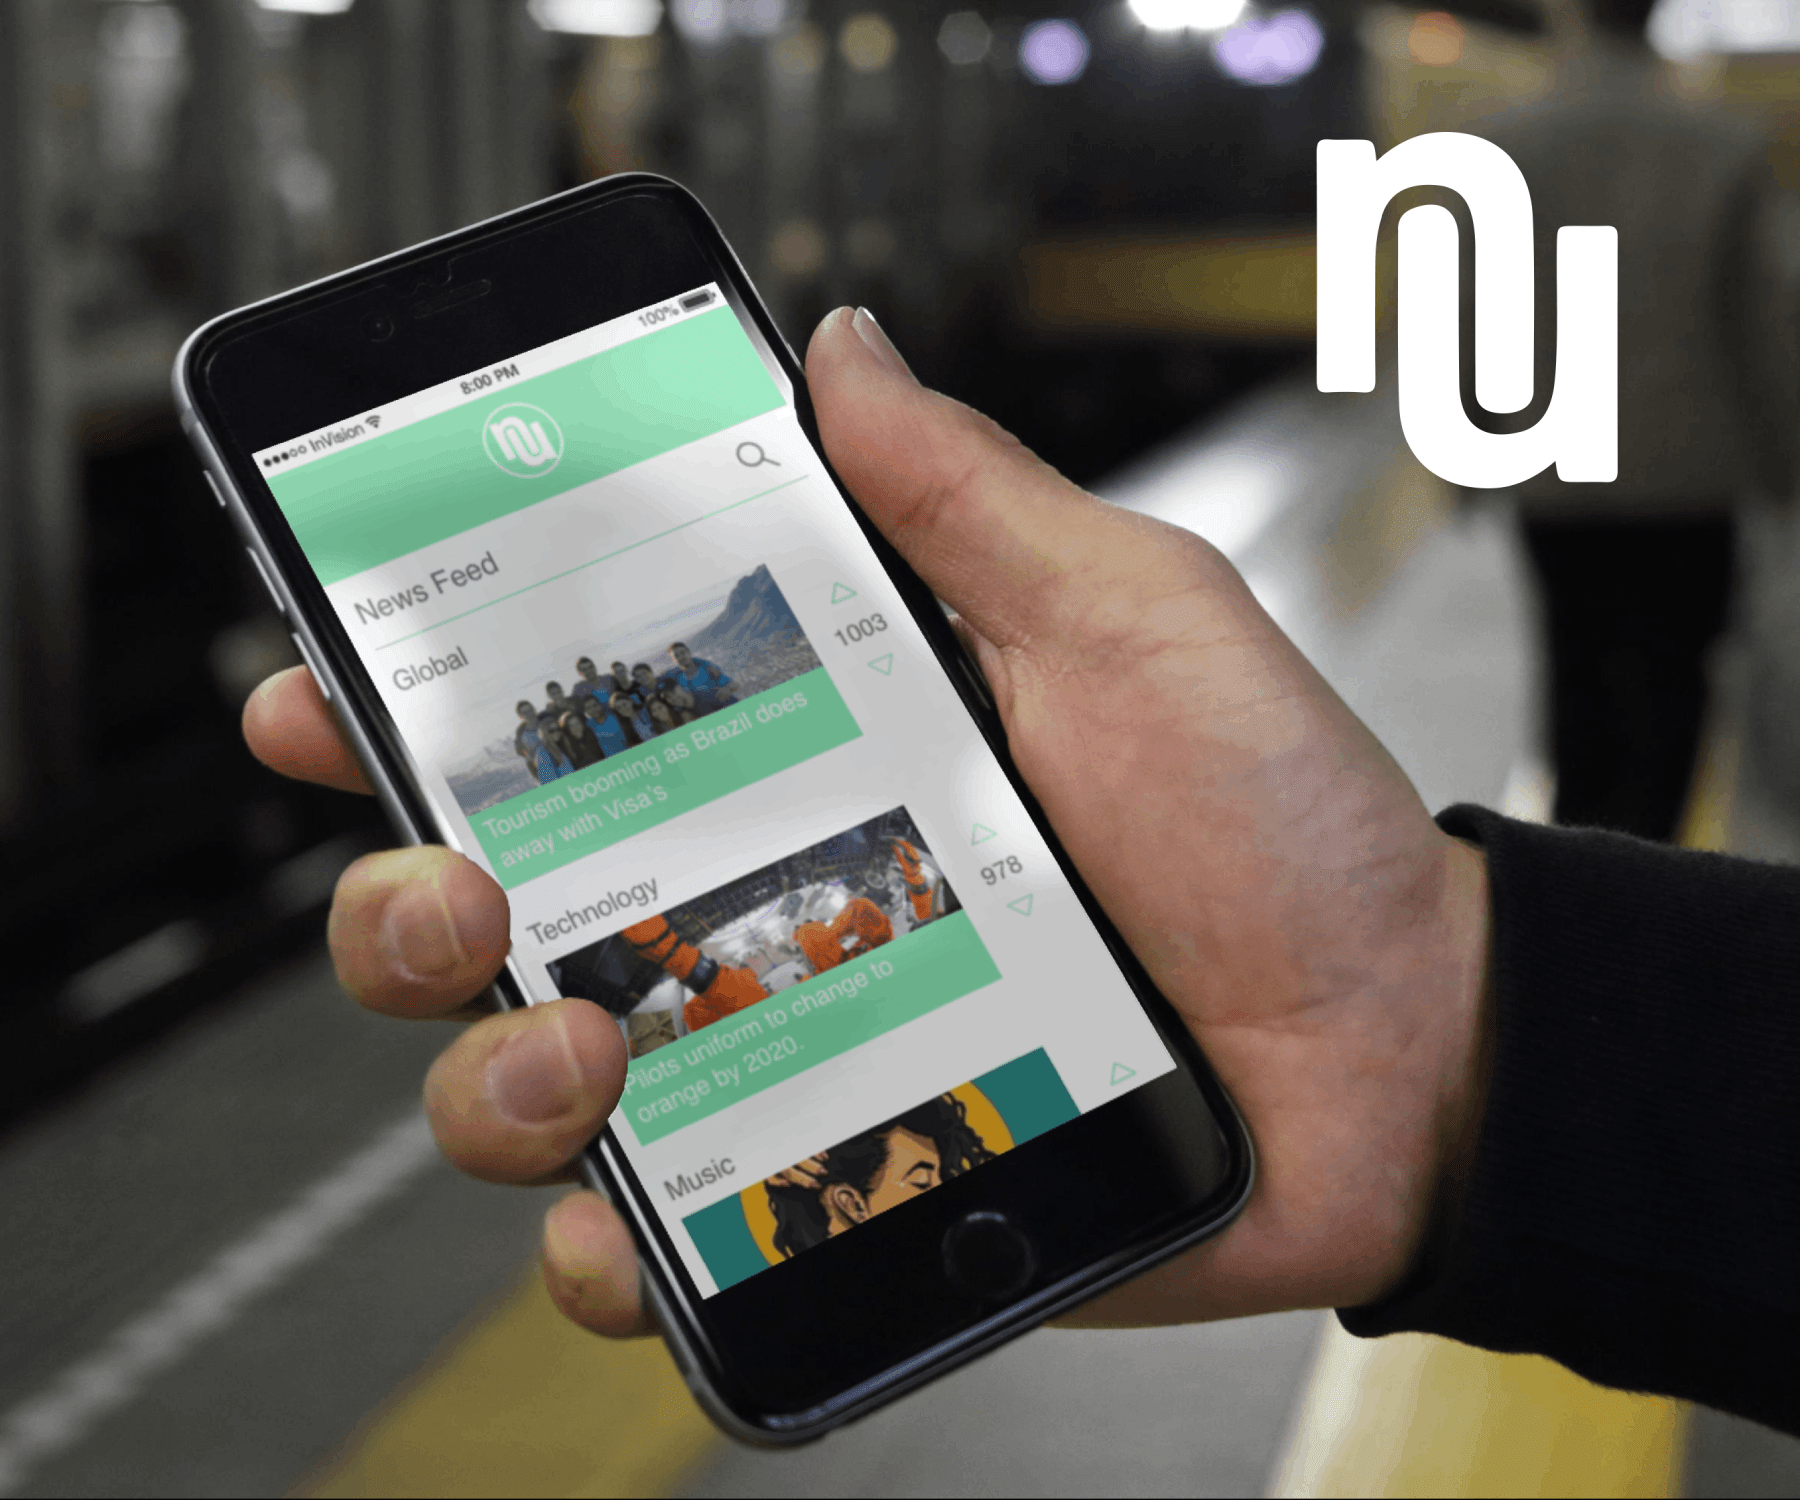 nu
●●●○○ InVision 8:00 PM 100%
nu
News Feed
Global
1003
Tourism booming as Brazil does
away with Visa's
Technology
978
Pilots uniform to change to
orange by 2020.
Music